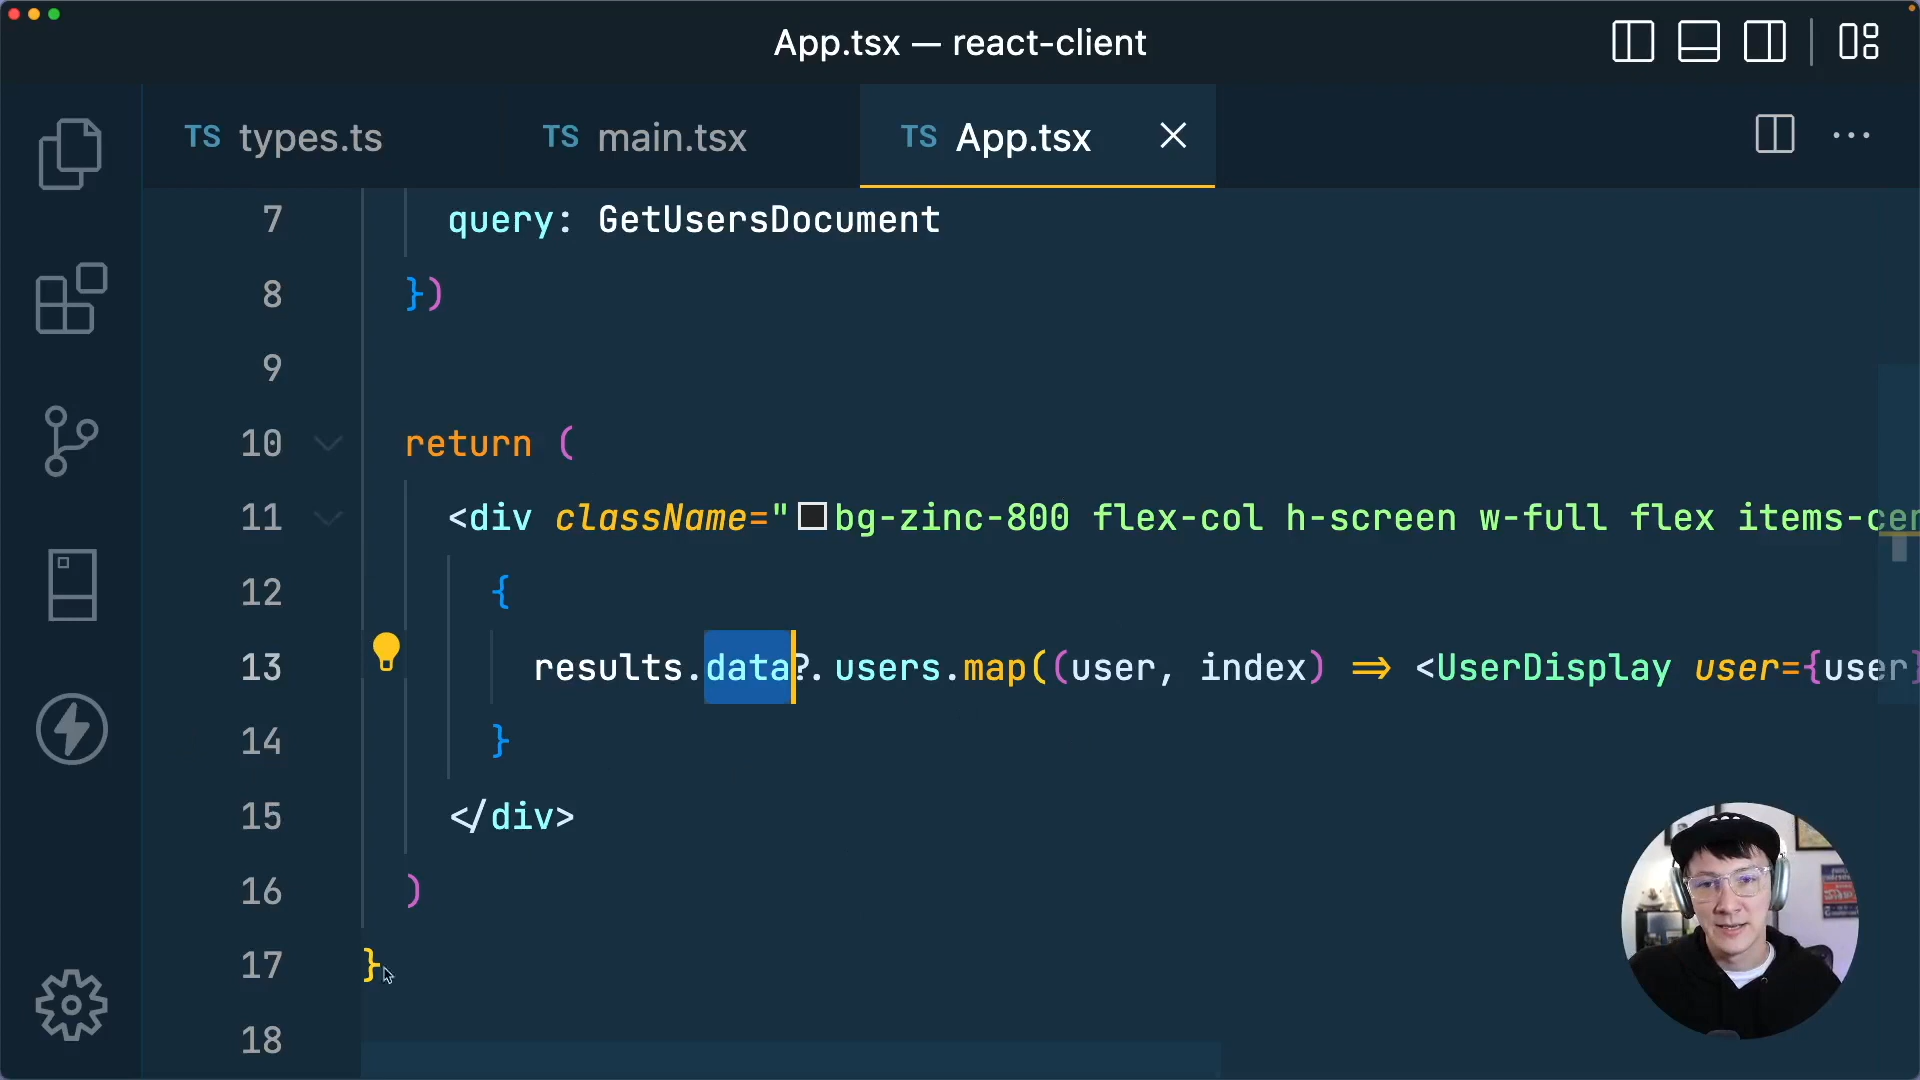 App.tsx — react-client
TS types.ts TS main.tsx TS App.tsx
7 query: GetUsersDocument
8 })
9
10 return (
11 <div className="bg-zinc-800 flex-col h-screen w-full flex items-cen
12 {
13 results.data?.users.map((user, index) => <UserDisplay user={user}
14 }
15 </div>
16 )
17 }
18